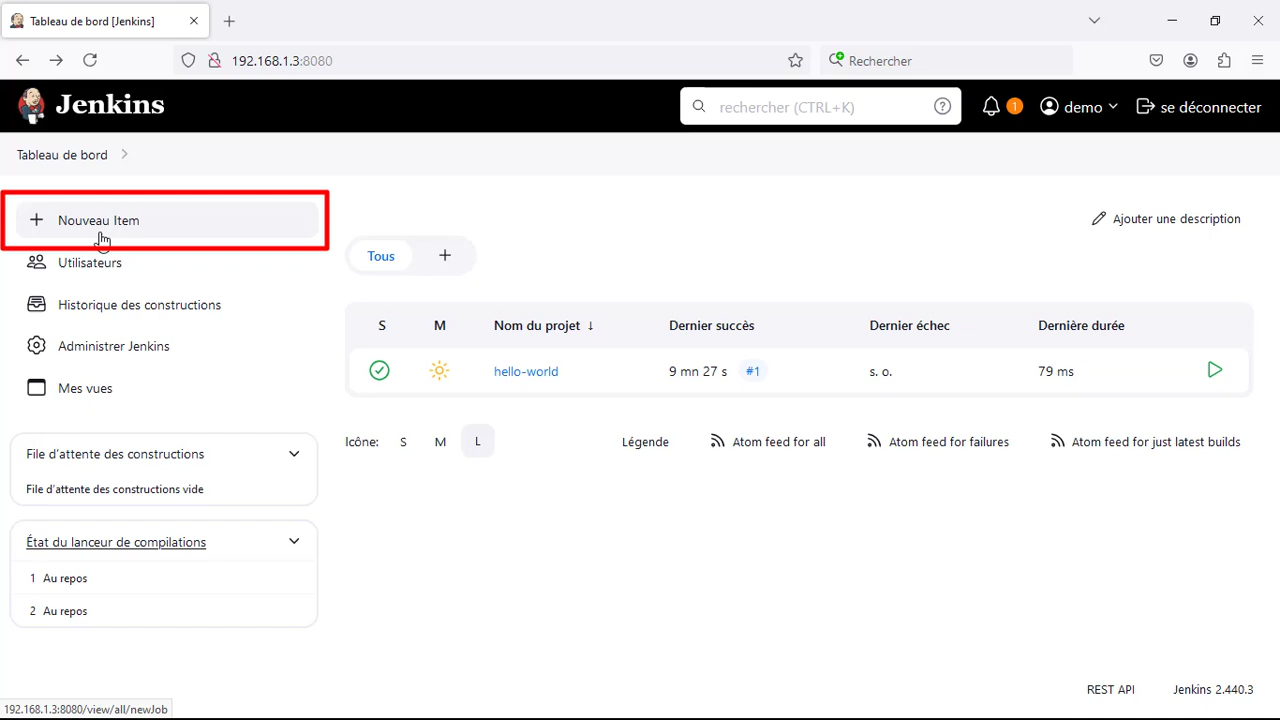 Tableau de bord [Jenkins]
192.168.1.3:8080
Rechercher
Jenkins
rechercher (CTRL+K)
1
demo
se déconnecter
Tableau de bord
Nouveau Item
Utilisateurs
Historique des constructions
Administrer Jenkins
Mes vues
File d'attente des constructions
File d'attente des constructions vide
État du lanceur de compilations
1 Au repos
2 Au repos
Ajouter une description
Tous +
S M Nom du projet ↓ Dernier succès Dernier échec Dernière durée
hello-world 9 mn 27 s #1 s. o. 79 ms
Icône: S M L Légende Atom feed for all Atom feed for failures Atom feed for just latest builds
REST API Jenkins 2.440.3
192.168.1.3:8080/view/all/newJob